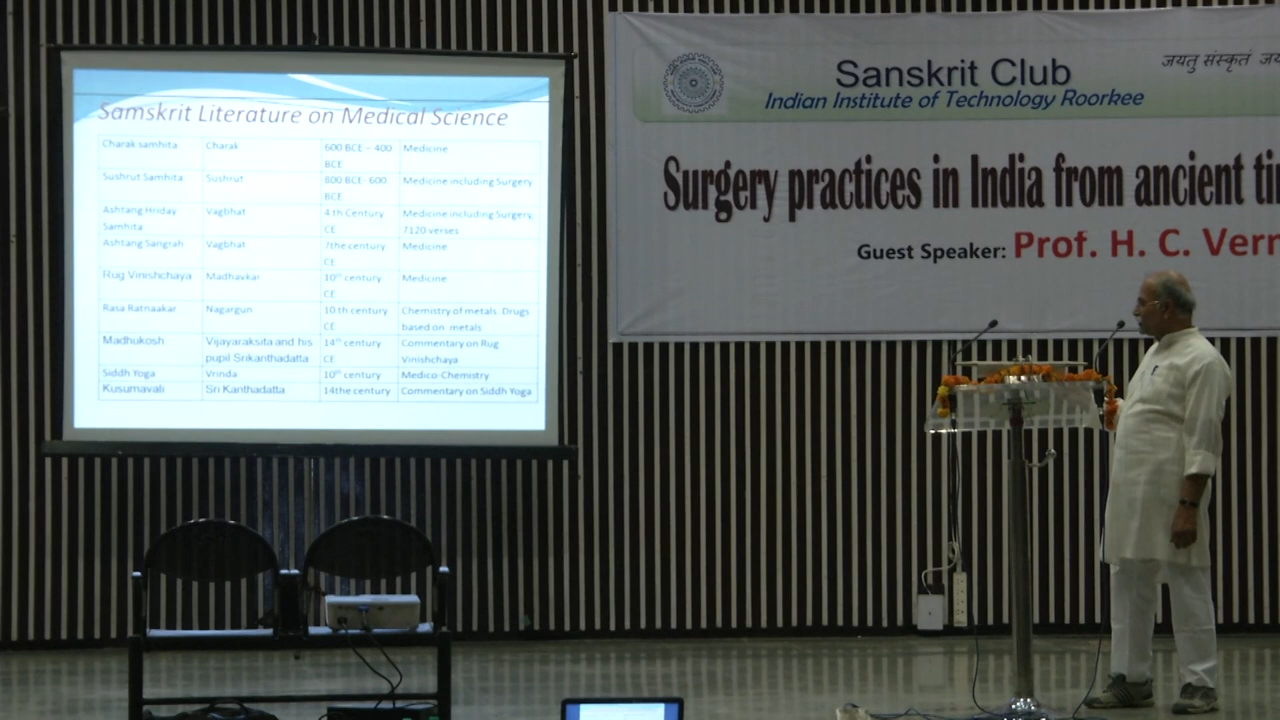 Samskrit Literature on Medical Science
Charak samhita Charak 600 BCE – 400 BCE Medicine
Sushrut Samhita Sushrut 800 BCE- 600 BCE Medicine including Surgery
Ashtang Hriday Samhita Vagbhat 4 th Century CE Medicine including Surgery, 7120 verses
Ashtang Sangrah Vagbhat 7the century CE Medicine
Rug Vinishchaya Madhavkar 10th century CE Medicine
Rasa Ratnaakar Nagargun 10 th century CE Chemistry of metals. Drugs based on metals
Madhukosh Vijayaraksita and his pupil Srikanthadatta 14th century CE Commentary on Rug Vinishchaya
Siddh Yoga Vrinda 10th century Medico-Chemistry
Kusumavali Sri Kanthadatta 14the century Commentary on Siddh Yoga
Sanskrit Club
जयतु संस्कृतं
Indian Institute of Technology Roorkee
Surgery practices in India from ancient
Guest Speaker: Prof. H. C.